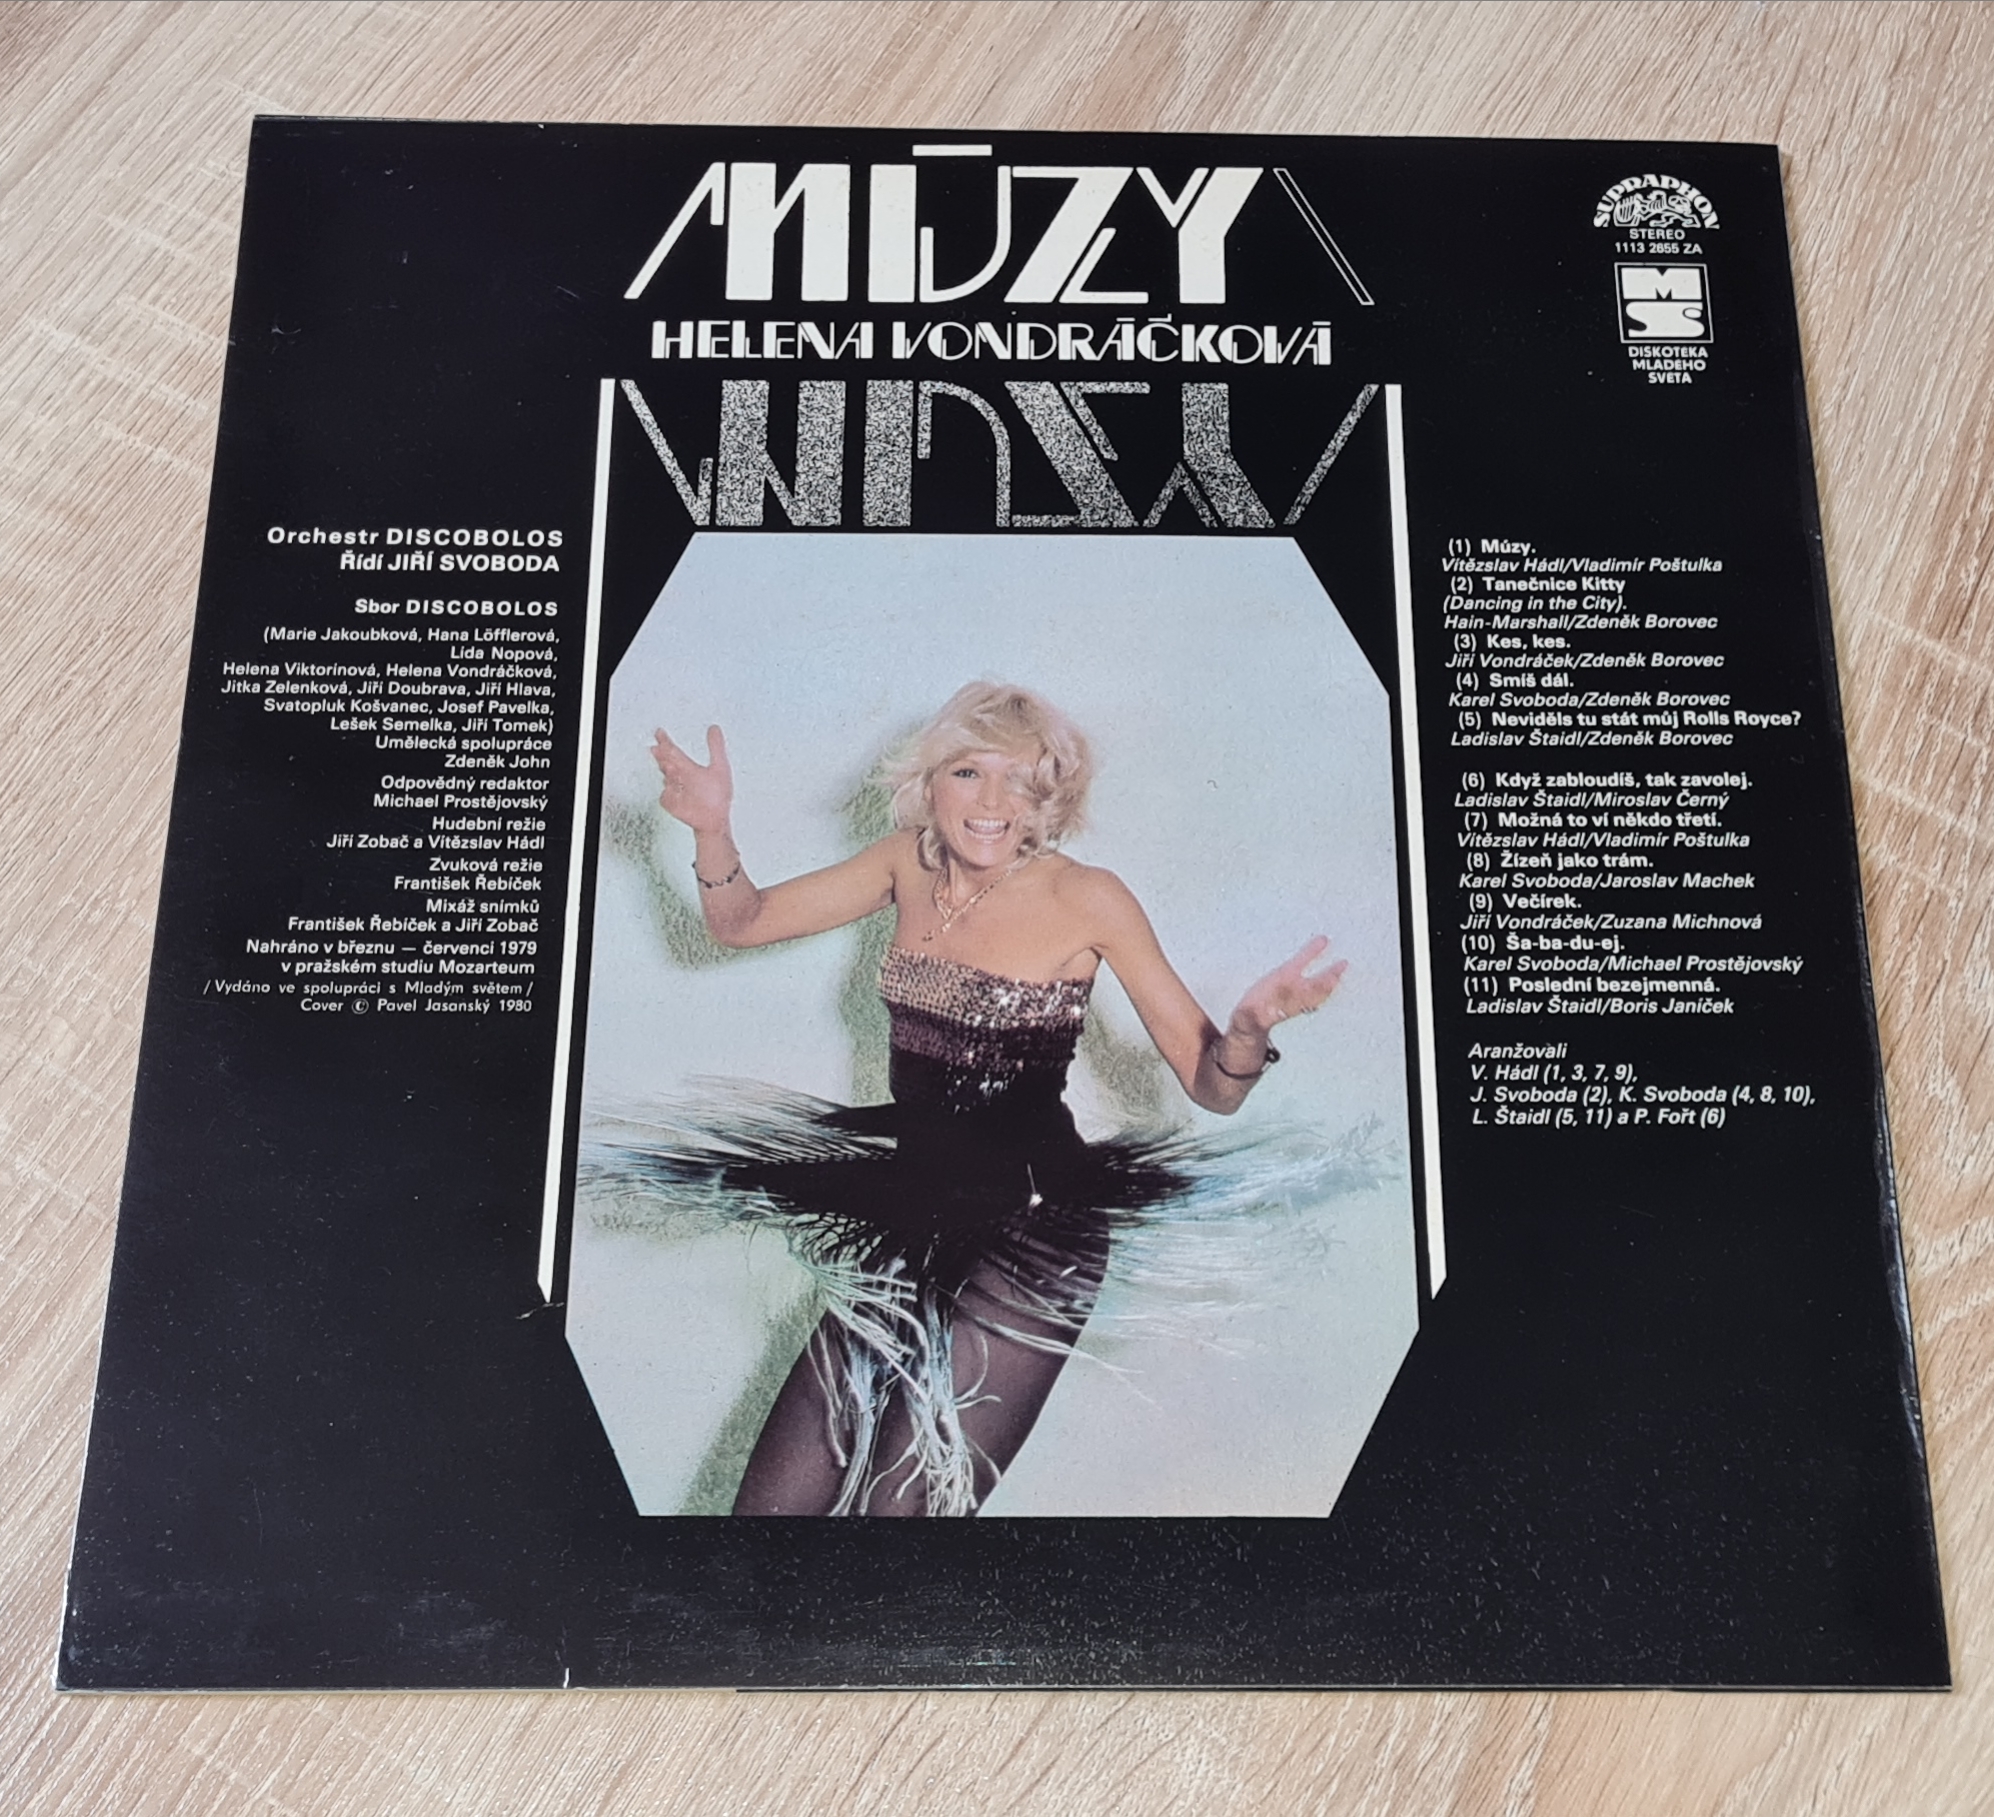 MÚZY
HELENA VONDRÁČKOVÁ
MÚZY
SUPRAPHON
STEREO
1113 2655 ZA
MS
DISKOTÉKA
MLADÉHO
SVĚTA
Orchestr DISCOBOLOS
Řídí JIŘÍ SVOBODA
Sbor DISCOBOLOS
(Marie Jakoubková, Hana Löfflerová,
Lída Nopová,
Helena Viktorinová, Helena Vondráčková,
Jitka Zelenková, Jiří Doubrava, Jiří Hlava,
Svatopluk Košvanec, Josef Pavelka,
Lešek Semelka, Jiří Tomek)
Umělecká spolupráce
Zdeněk John
Odpovědný redaktor
Michael Prostějovský
Hudební režie
Jiří Zobač a Vítězslav Hádl
Zvuková režie
František Řebíček
Mixáž snímků
František Řebíček a Jiří Zobač
Nahráno v březnu — červenci 1979
v pražském studiu Mozarteum
/Vydáno ve spolupráci s Mladým světem/
Cover © Pavel Jasanský 1980
(1) Múzy.
Vítězslav Hádl/Vladimír Poštulka
(2) Tanečnice Kitty
(Dancing in the City).
Hain-Marshall/Zdeněk Borovec
(3) Kes, kes.
Jiří Vondráček/Zdeněk Borovec
(4) Smíš dál.
Karel Svoboda/Zdeněk Borovec
(5) Neviděls tu stát můj Rolls Royce?
Ladislav Štaidl/Zdeněk Borovec
(6) Když zabloudíš, tak zavolej.
Ladislav Štaidl/Miroslav Černý
(7) Možná to ví někdo třetí.
Vítězslav Hádl/Vladimír Poštulka
(8) Žízeň jako trám.
Karel Svoboda/Jaroslav Machek
(9) Večírek.
Jiří Vondráček/Zuzana Michnová
(10) Ša-ba-du-ej.
Karel Svoboda/Michael Prostějovský
(11) Poslední bezejmenná.
Ladislav Štaidl/Boris Janíček
Aranžovali
V. Hádl (1, 3, 7, 9),
J. Svoboda (2), K. Svoboda (4, 8, 10),
L. Štaidl (5, 11) a P. Fořt (6)